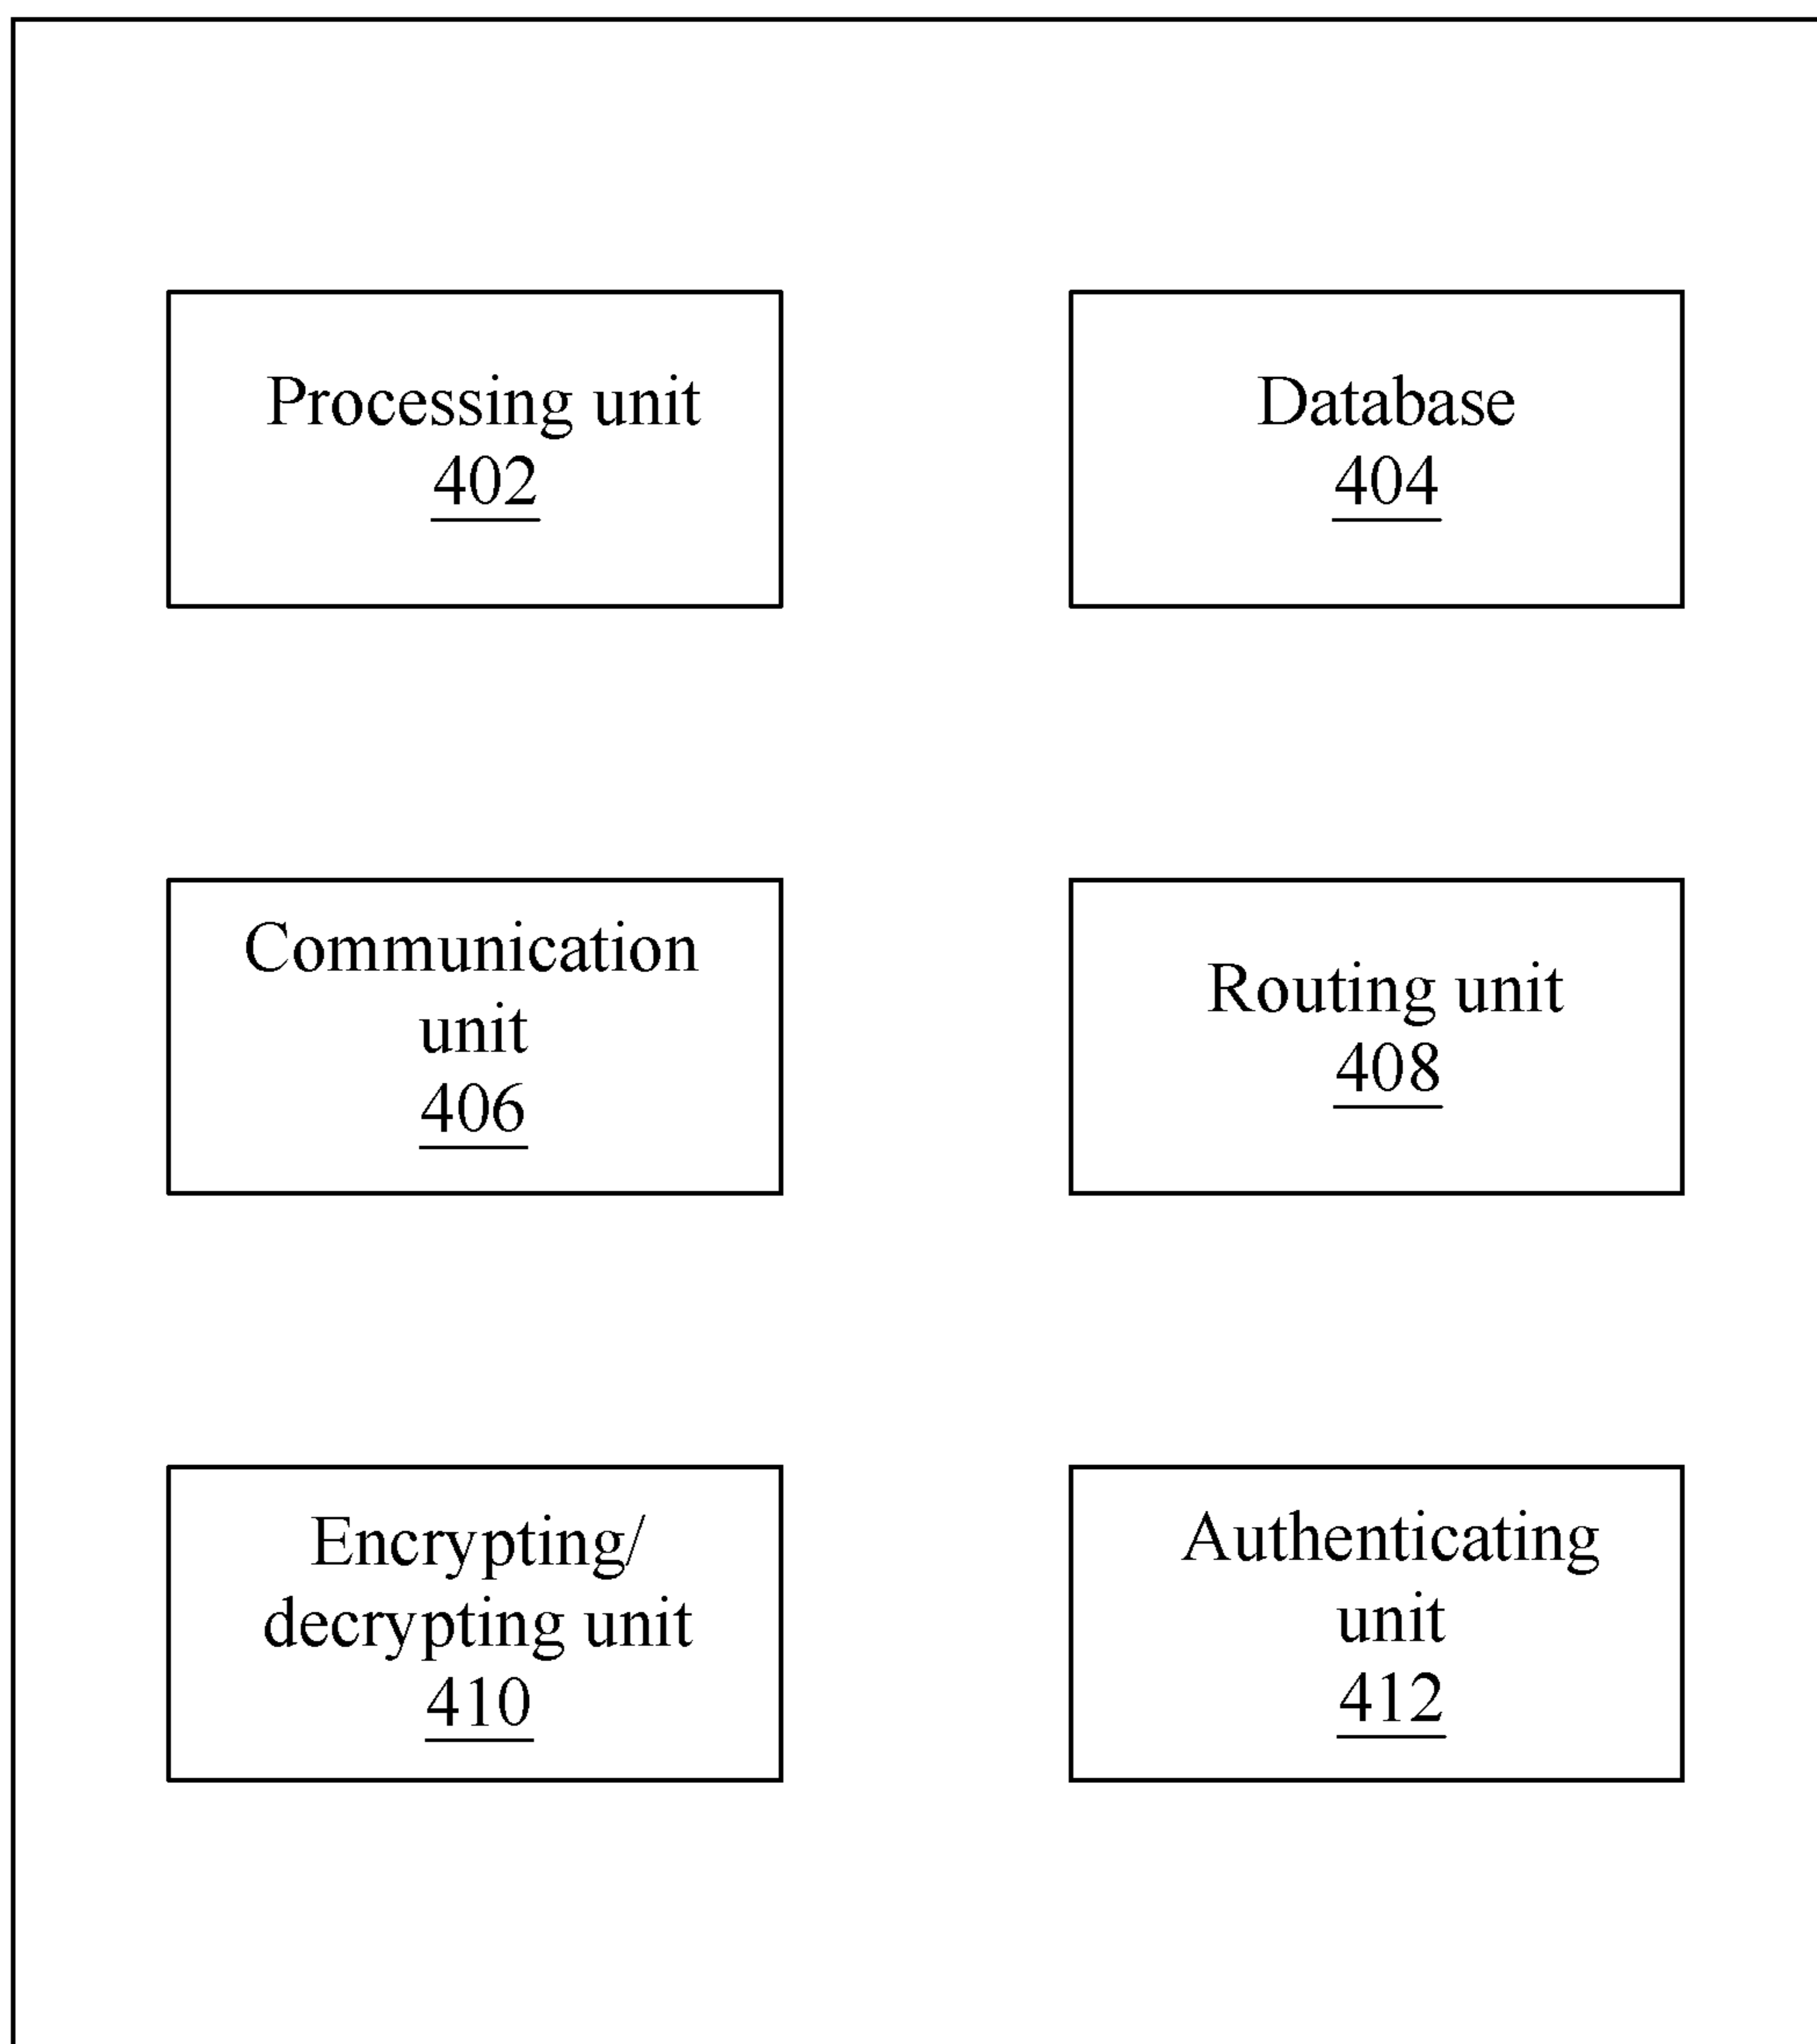 Processing unit
402
Database
404
Communication
unit
406
Routing unit
408
Encrypting/
decrypting unit
410
Authenticating
unit
412